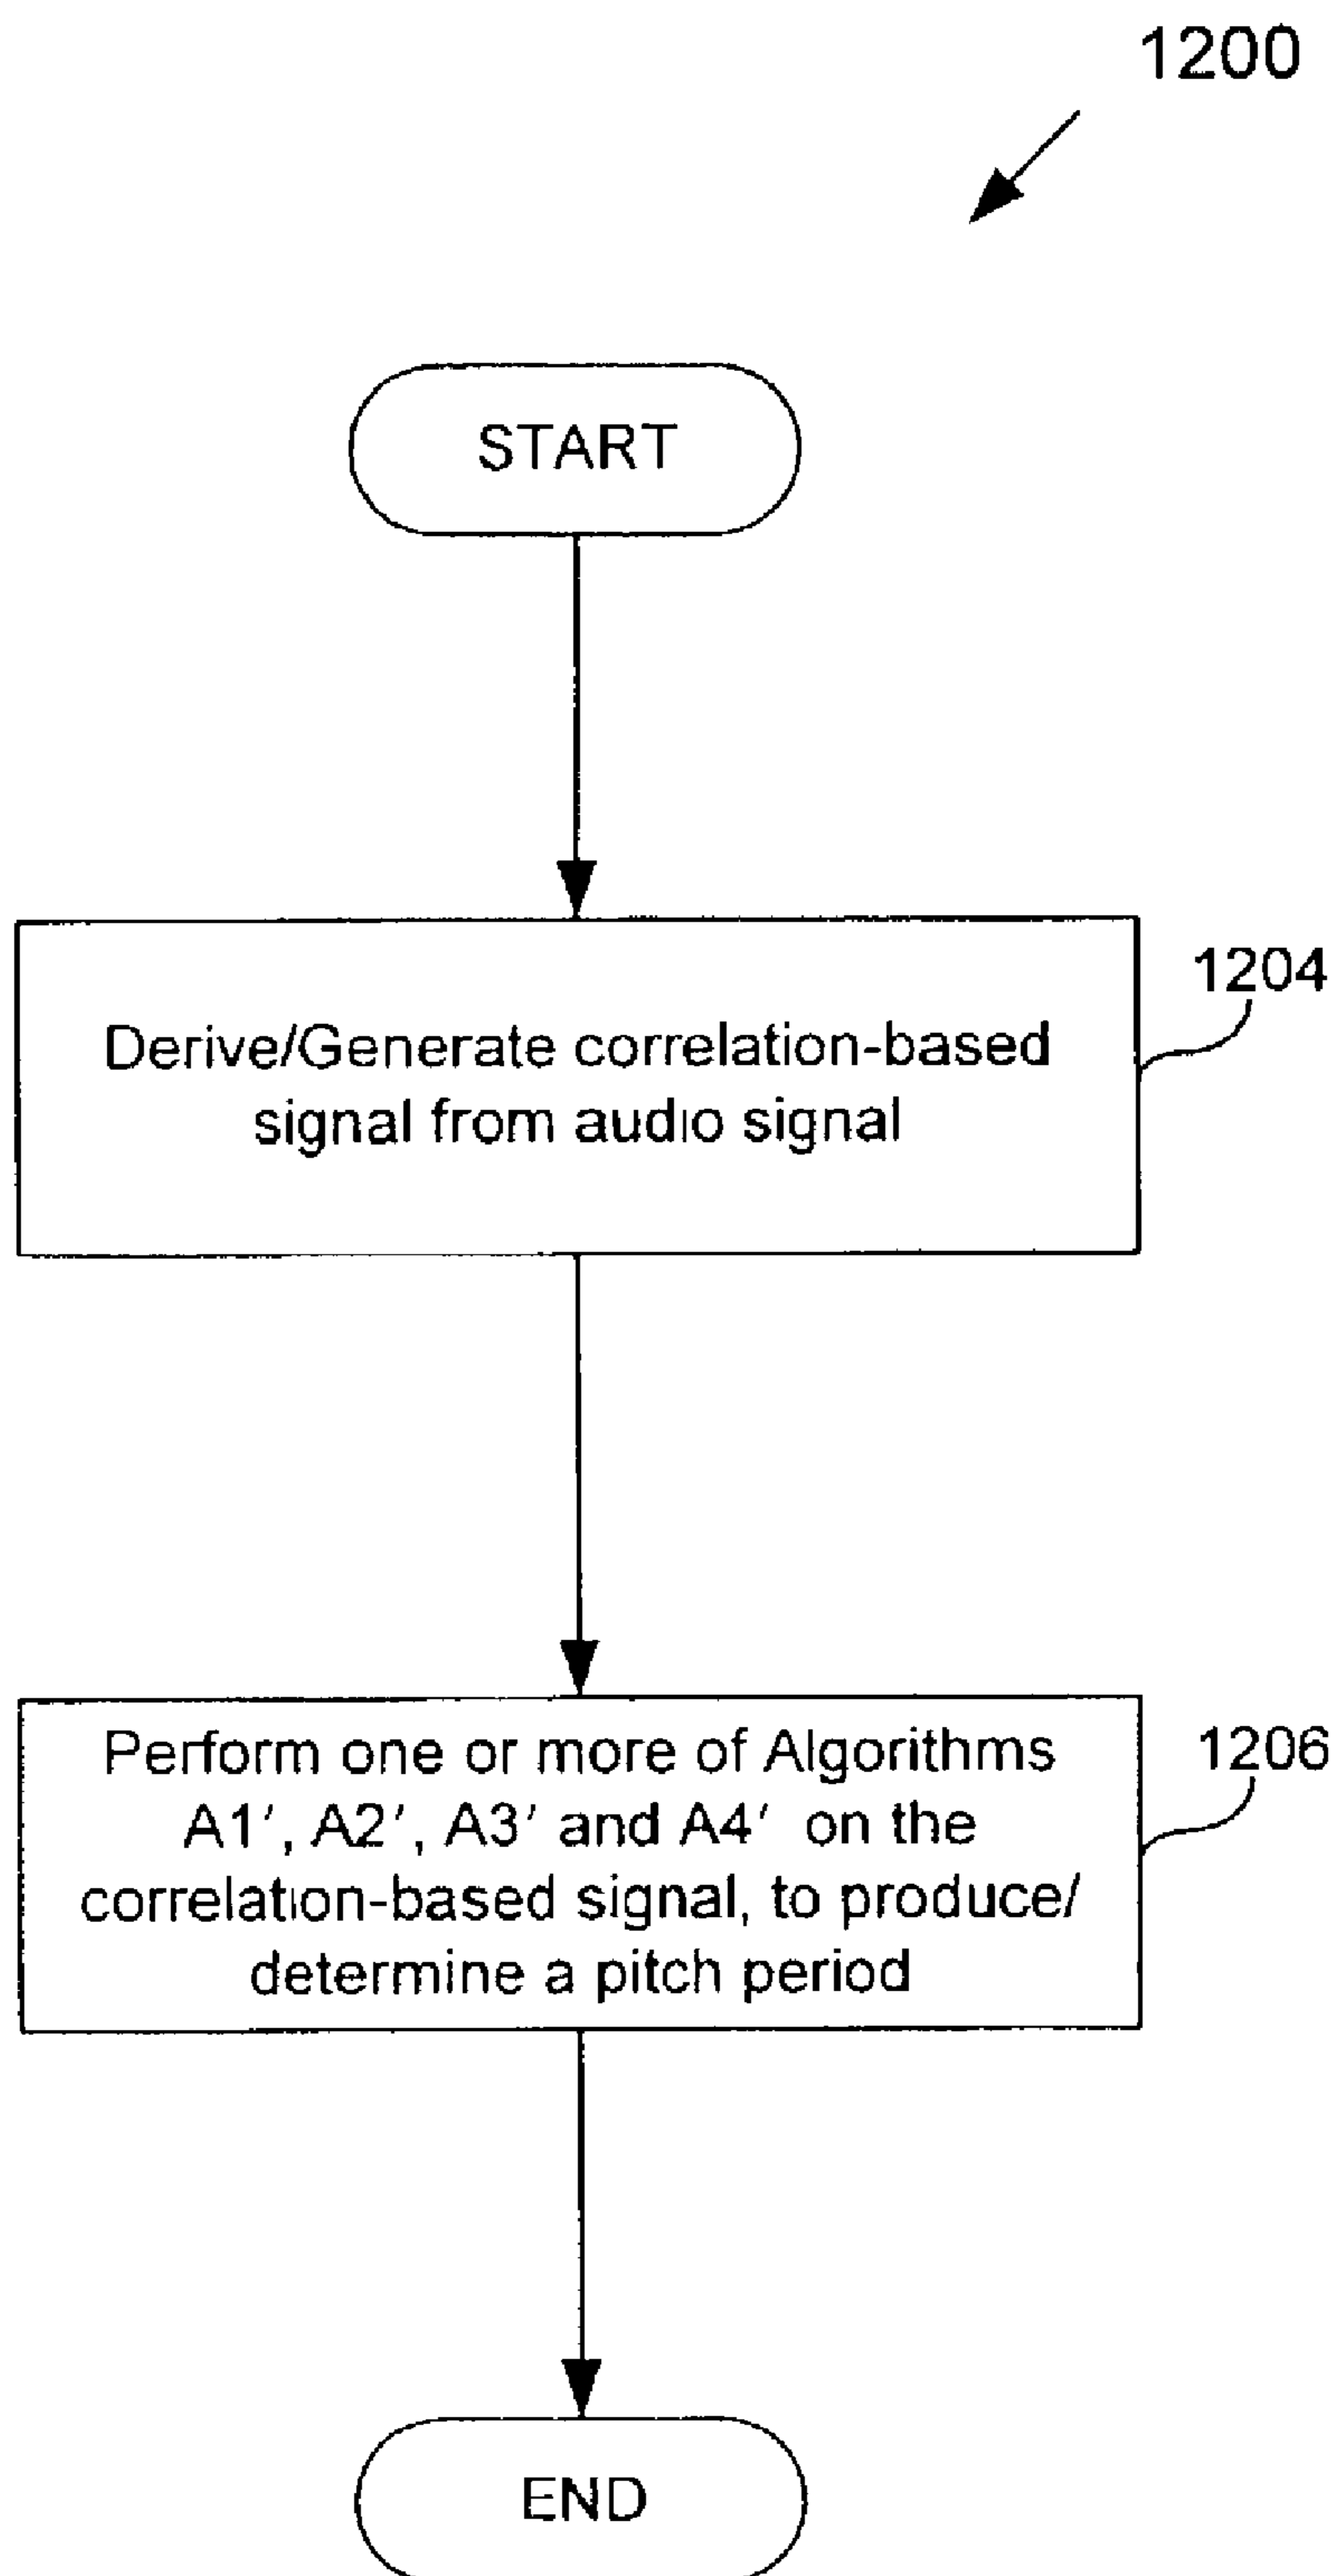 1200
START
1204
Derive/Generate correlation-based
signal from audio signal
1206
Perform one or more of Algorithms
A1′, A2′, A3′ and A4′ on the
correlation-based signal, to produce/
determine a pitch period
END